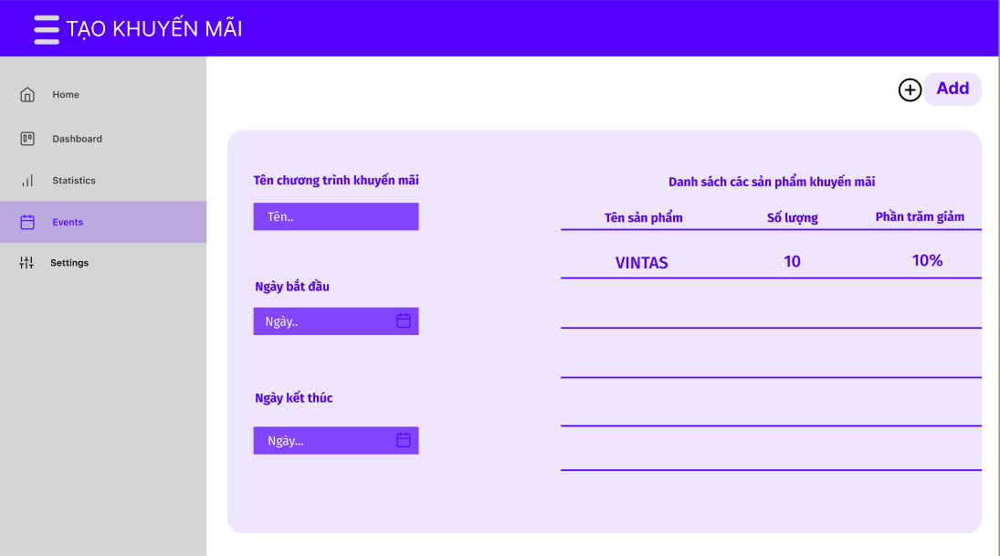 TẠO KHUYẾN MÃI
Home
Dashboard
Statistics
Events
Settings
Add
Tên chương trình khuyến mãi
Tên..
Ngày bắt đầu
Ngày..
Ngày kết thúc
Ngày...
Danh sách các sản phẩm khuyến mãi
Tên sản phẩm Số lượng Phần trăm giảm
VINTAS 10 10%